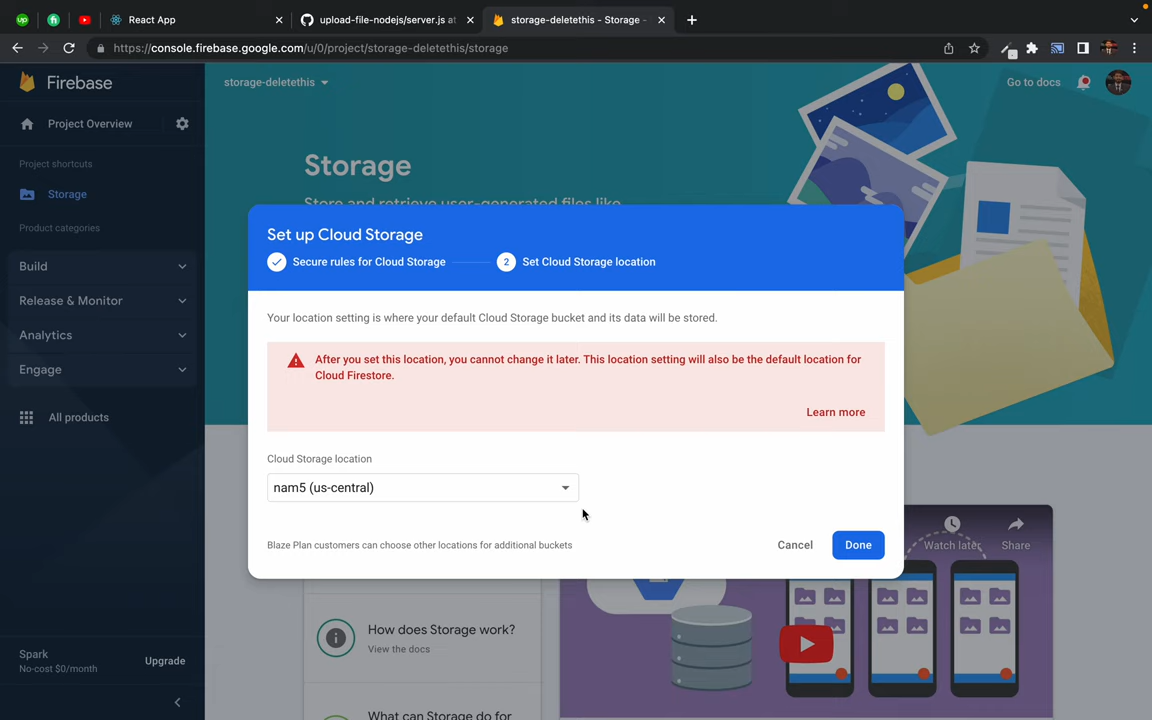 React App
upload-file-nodejs/server.js at
storage-deletethis - Storage -
https://console.firebase.google.com/u/0/project/storage-deletethis/storage
Firebase
storage-deletethis
Go to docs
Project Overview
Project shortcuts
Storage
Product categories
Build
Release & Monitor
Analytics
Engage
All products
Spark
No-cost $0/month
Upgrade
Storage
Store and retrieve user-generated files like
Set up Cloud Storage
Secure rules for Cloud Storage
2 Set Cloud Storage location
Your location setting is where your default Cloud Storage bucket and its data will be stored.
After you set this location, you cannot change it later. This location setting will also be the default location for
Cloud Firestore.
Learn more
Cloud Storage location
nam5 (us-central)
Blaze Plan customers can choose other locations for additional buckets
Cancel
Done
Watch later
Share
How does Storage work?
View the docs
What can Storage do for